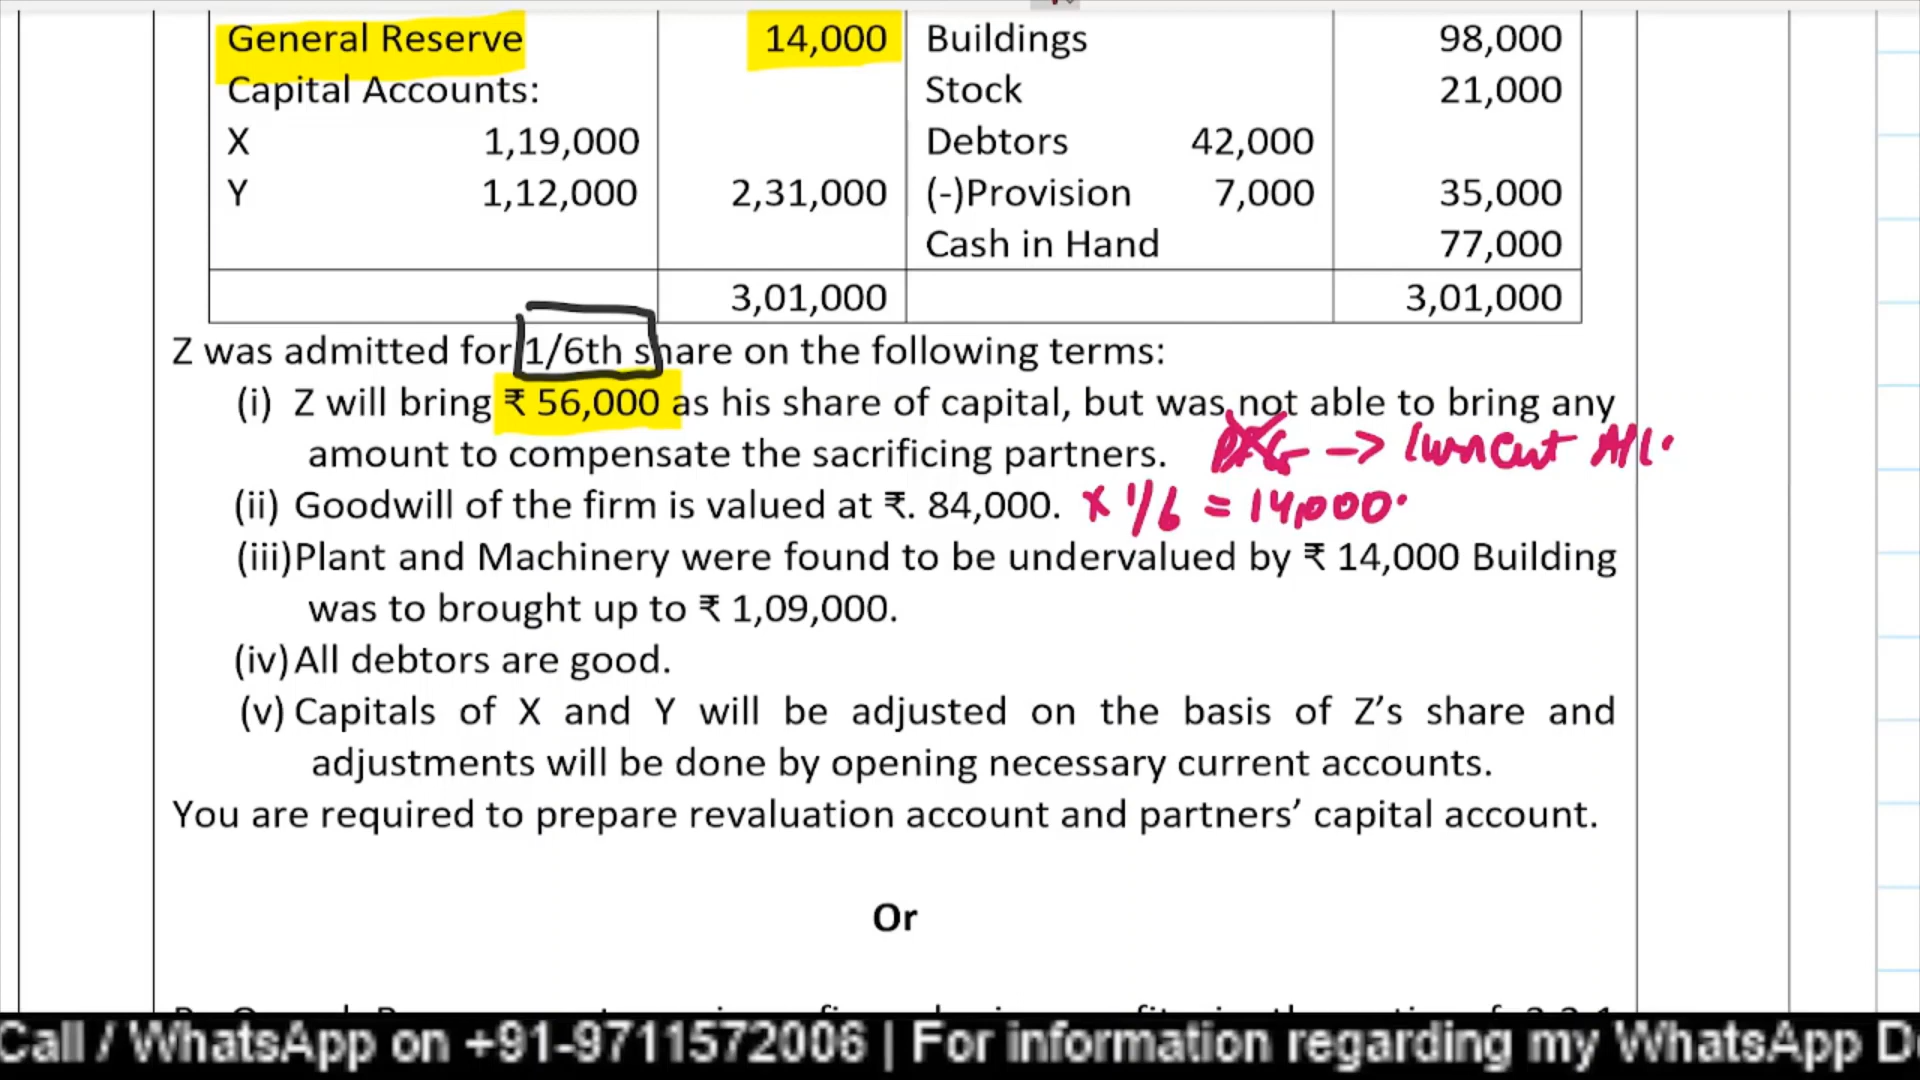 General Reserve 14,000 Buildings 98,000
Capital Accounts: Stock 21,000
X 1,19,000 Debtors 42,000
Y 1,12,000 2,31,000 (-)Provision 7,000 35,000
Cash in Hand 77,000
3,01,000 3,01,000
Z was admitted for 1/6th share on the following terms:
(i) Z will bring ₹ 56,000 as his share of capital, but was not able to bring any
amount to compensate the sacrificing partners. → Current A/c.
(ii) Goodwill of the firm is valued at ₹. 84,000. x 1/6 = 14,000.
(iii)Plant and Machinery were found to be undervalued by ₹ 14,000 Building
was to brought up to ₹ 1,09,000.
(iv)All debtors are good.
(v) Capitals of X and Y will be adjusted on the basis of Z’s share and
adjustments will be done by opening necessary current accounts.
You are required to prepare revaluation account and partners’ capital account.
Or
Call / WhatsApp on +91-9711572006 | For information regarding my WhatsApp D